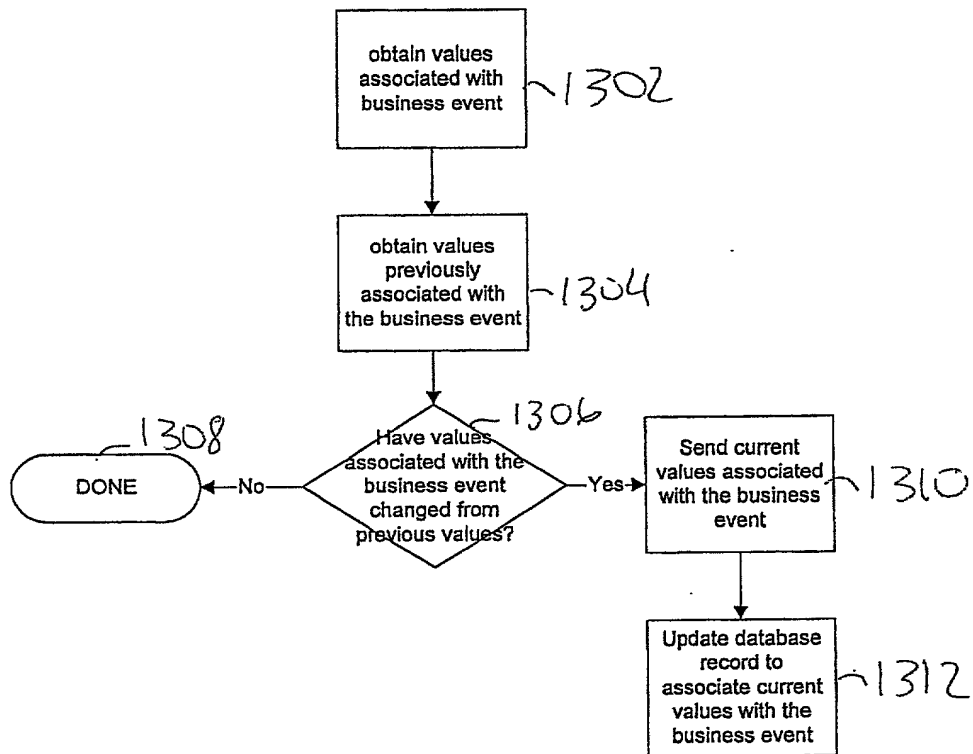 obtain values
associated with
business event
1302
obtain values
previously
associated with
the business event
1304
1306
Have values
associated with the
business event
changed from
previous values?
1308
DONE
No
Yes
Send current
values associated
with the business
event
1310
Update database
record to
associate current
values with the
business event
1312